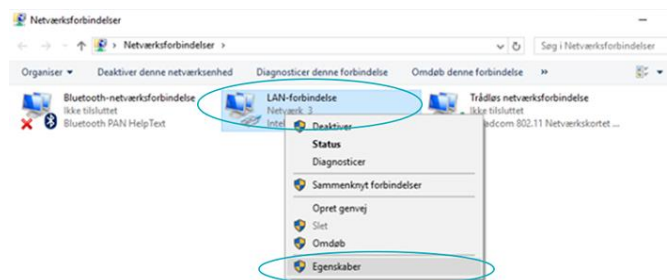 Netværksforbindelser
Netværksforbindelser
Søg i Netværksforbindelser
Organiser
Deaktiver denne netværksenhed
Diagnosticer denne forbindelse
Omdøb denne forbindelse
»
Bluetooth-netværksforbindelse
Ikke tilsluttet
Bluetooth PAN HelpText
LAN-forbindelse
Netværk 3
Intel
Trådløs netværksforbindelse
Ikke tilsluttet
adcom 802.11 Netværkskortet ...
Deaktiver
Status
Diagnosticer
Sammenknyt forbindelser
Opret genvej
Slet
Omdøb
Egenskaber